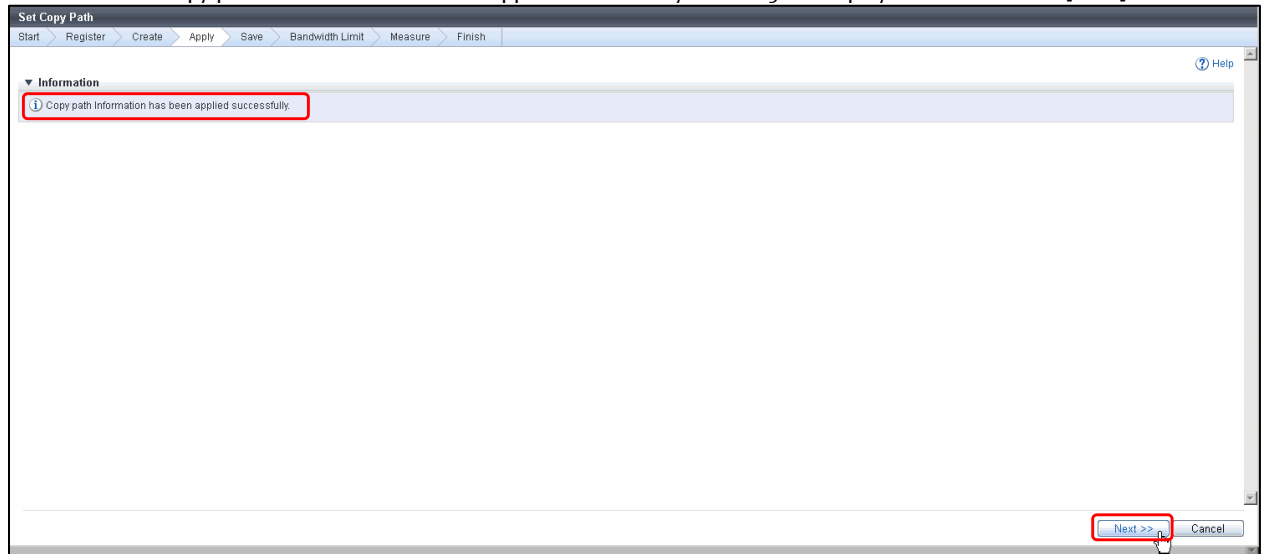 Set Copy Path
Start Register Create Apply Save Bandwidth Limit Measure Finish
? Help
Information
i Copy path Information has been applied successfully.
Next >> Cancel